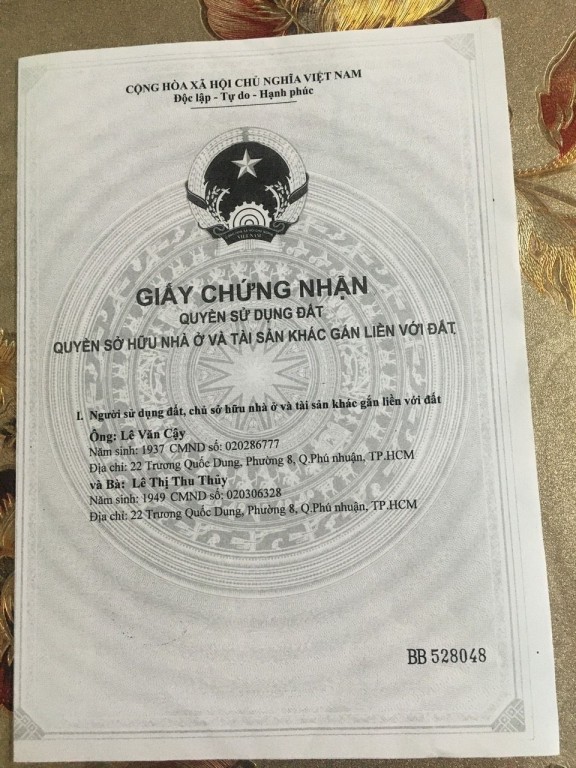 CỘNG HÒA XÃ HỘI CHỦ NGHĨA VIỆT NAM
Độc lập - Tự do - Hạnh phúc
VIỆT NAM
GIẤY CHỨNG NHẬN
QUYỀN SỬ DỤNG ĐẤT
QUYỀN SỞ HỮU NHÀ Ở VÀ TÀI SẢN KHÁC GẮN LIỀN VỚI ĐẤT
I. Người sử dụng đất, chủ sở hữu nhà ở và tài sản khác gắn liền với đất
Ông: Lê Văn Cậy
Năm sinh: 1937 CMND số: 020286777
Địa chỉ: 22 Trương Quốc Dung, Phường 8, Q.Phú nhuận, TP.HCM
và Bà: Lê Thị Thu Thủy
Năm sinh: 1949 CMND số: 020306328
Địa chỉ: 22 Trương Quốc Dung, Phường 8, Q.Phú nhuận, TP.HCM
BB 528048